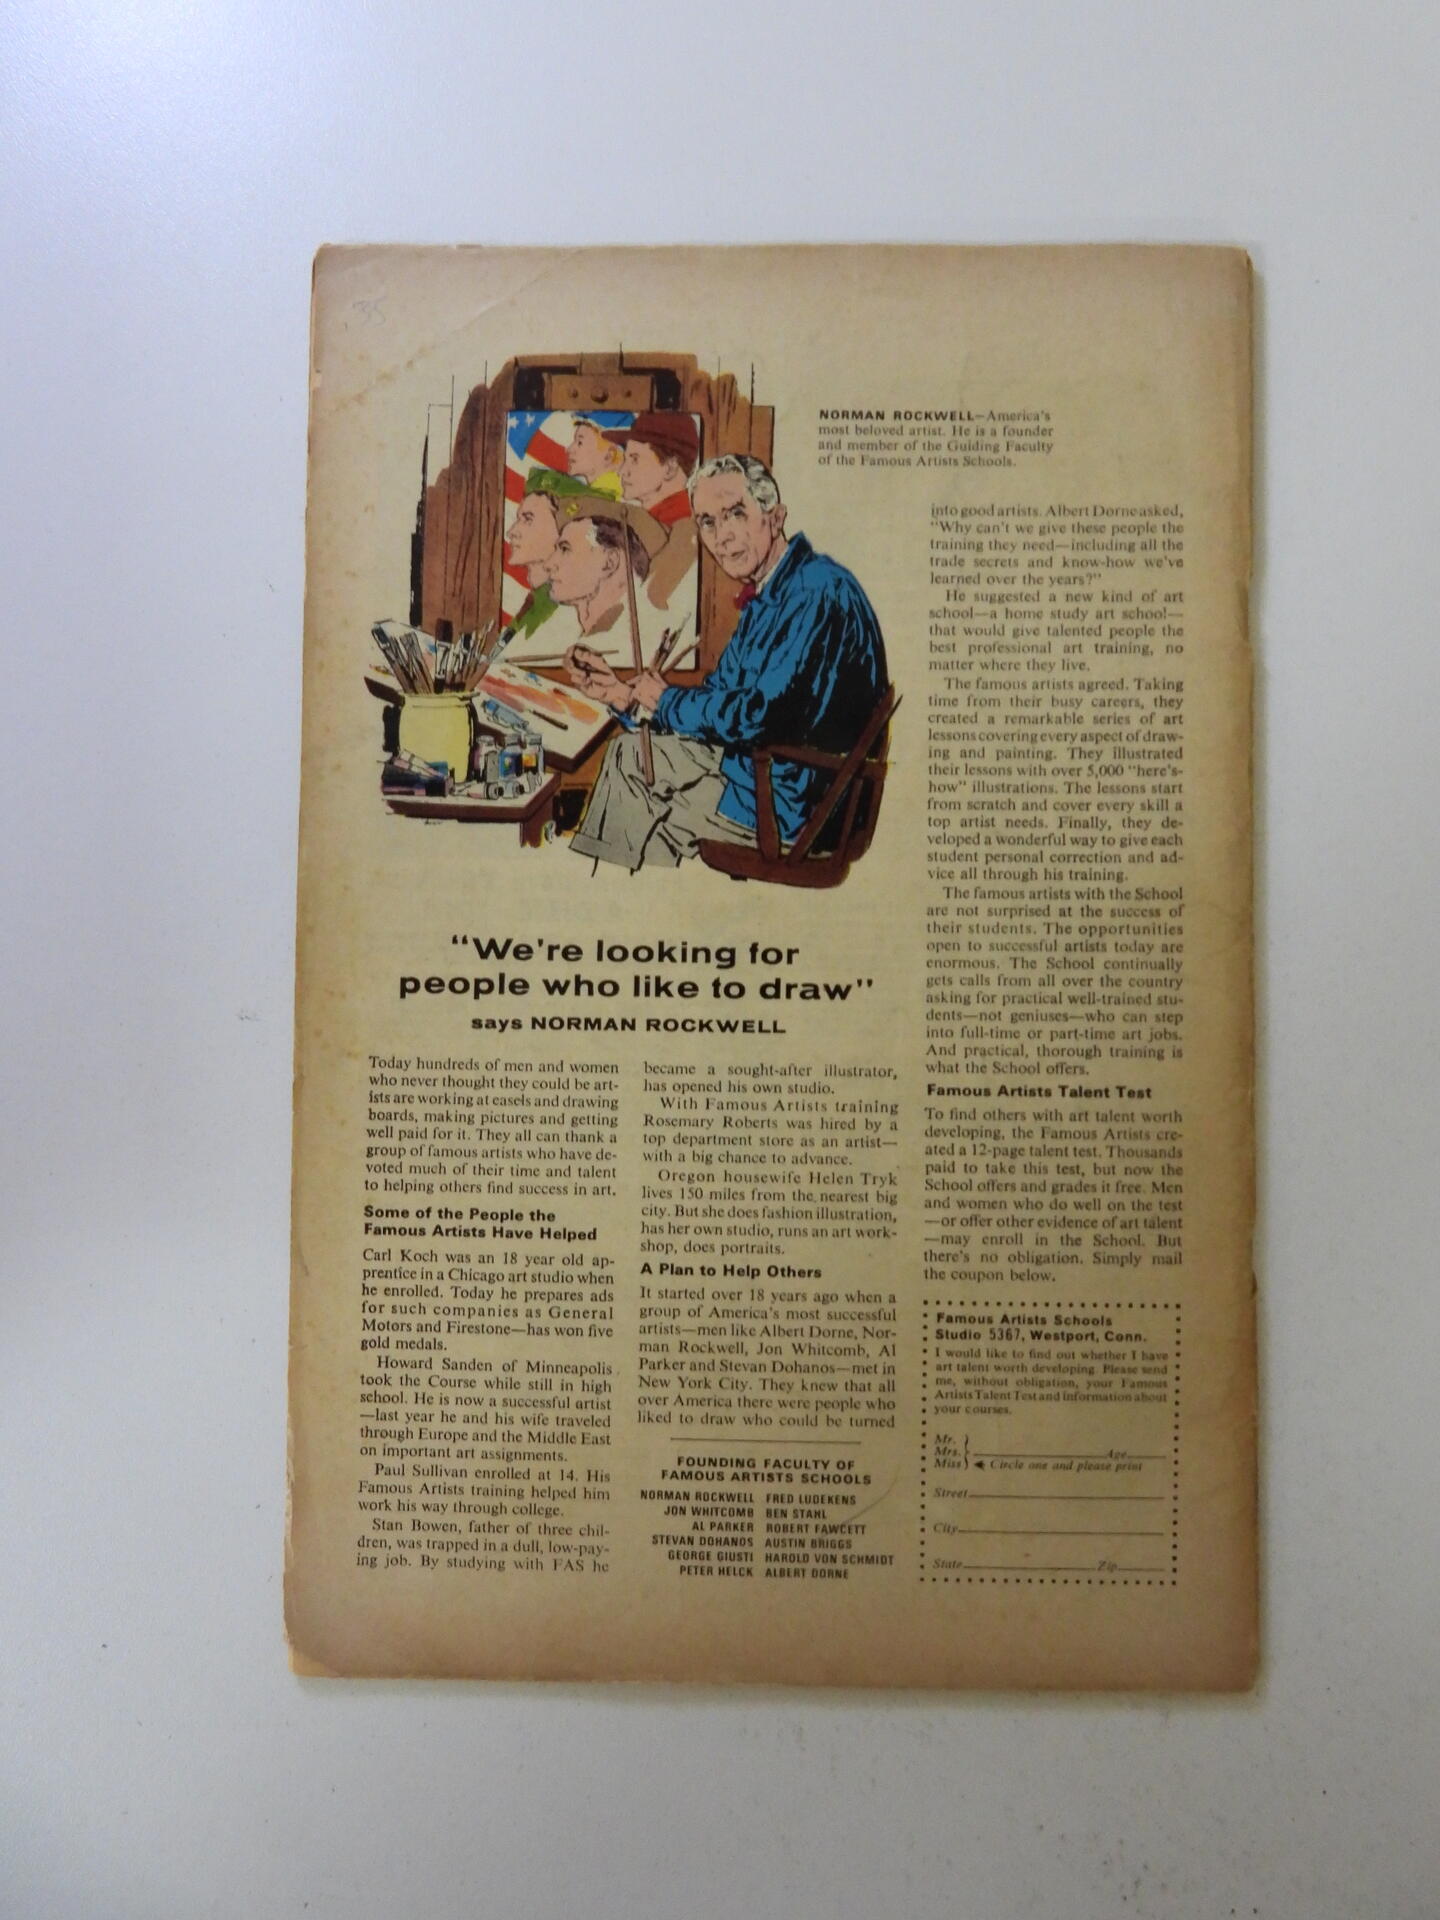 .35
NORMAN ROCKWELL—America's
most beloved artist. He is a founder
and member of the Guiding Faculty
of the Famous Artists Schools.
"We're looking for
people who like to draw"
says NORMAN ROCKWELL
Today hundreds of men and women
who never thought they could be art-
ists are working at easels and drawing
boards, making pictures and getting
well paid for it. They all can thank a
group of famous artists who have de-
voted much of their time and talent
to helping others find success in art.
Some of the People the
Famous Artists Have Helped
Carl Koch was an 18 year old ap-
prentice in a Chicago art studio when
he enrolled. Today he prepares ads
for such companies as General
Motors and Firestone—has won five
gold medals.
Howard Sanden of Minneapolis
took the Course while still in high
school. He is now a successful artist
—last year he and his wife traveled
through Europe and the Middle East
on important art assignments.
Paul Sullivan enrolled at 14. His
Famous Artists training helped him
work his way through college.
Stan Bowen, father of three chil-
dren, was trapped in a dull, low-pay-
ing job. By studying with FAS he
became a sought-after illustrator,
has opened his own studio.
With Famous Artists training
Rosemary Roberts was hired by a
top department store as an artist—
with a big chance to advance.
Oregon housewife Helen Tryk
lives 150 miles from the nearest big
city. But she does fashion illustration,
has her own studio, runs an art work-
shop, does portraits.
A Plan to Help Others
It started over 18 years ago when a
group of America's most successful
artists—men like Albert Dorne, Nor-
man Rockwell, Jon Whitcomb, Al
Parker and Stevan Dohanos—met in
New York City. They knew that all
over America there were people who
liked to draw who could be turned
into good artists. Albert Dorne asked,
"Why can't we give these people the
training they need—including all the
trade secrets and know-how we've
learned over the years?"
He suggested a new kind of art
school—a home study art school—
that would give talented people the
best professional art training, no
matter where they live.
The famous artists agreed. Taking
time from their busy careers, they
created a remarkable series of art
lessons covering every aspect of draw-
ing and painting. They illustrated
their lessons with over 5,000 "here's-
how" illustrations. The lessons start
from scratch and cover every skill a
top artist needs. Finally, they de-
veloped a wonderful way to give each
student personal correction and ad-
vice all through his training.
The famous artists with the School
are not surprised at the success of
their students. The opportunities
open to successful artists today are
enormous. The School continually
gets calls from all over the country
asking for practical well-trained stu-
dents—not geniuses—who can step
into full-time or part-time art jobs.
And practical, thorough training is
what the School offers.
Famous Artists Talent Test
To find others with art talent worth
developing, the Famous Artists cre-
ated a 12-page talent test. Thousands
paid to take this test, but now the
School offers and grades it free. Men
and women who do well on the test
—or offer other evidence of art talent
—may enroll in the School. But
there's no obligation. Simply mail
the coupon below.
FOUNDING FACULTY OF
FAMOUS ARTISTS SCHOOLS
NORMAN ROCKWELL FRED LUDEKENS
JON WHITCOMB BEN STAHL
AL PARKER ROBERT FAWCETT
STEVAN DOHANOS AUSTIN BRIGGS
GEORGE GIUSTI HAROLD VON SCHMIDT
PETER HELCK ALBERT DORNE
Famous Artists Schools
Studio 5367, Westport, Conn.
I would like to find out whether I have
art talent worth developing. Please send
me, without obligation, your Famous
Artists Talent Test and information about
your courses.
Mr.
Mrs. Age
Miss Circle one and please print
Street
City
State Zip